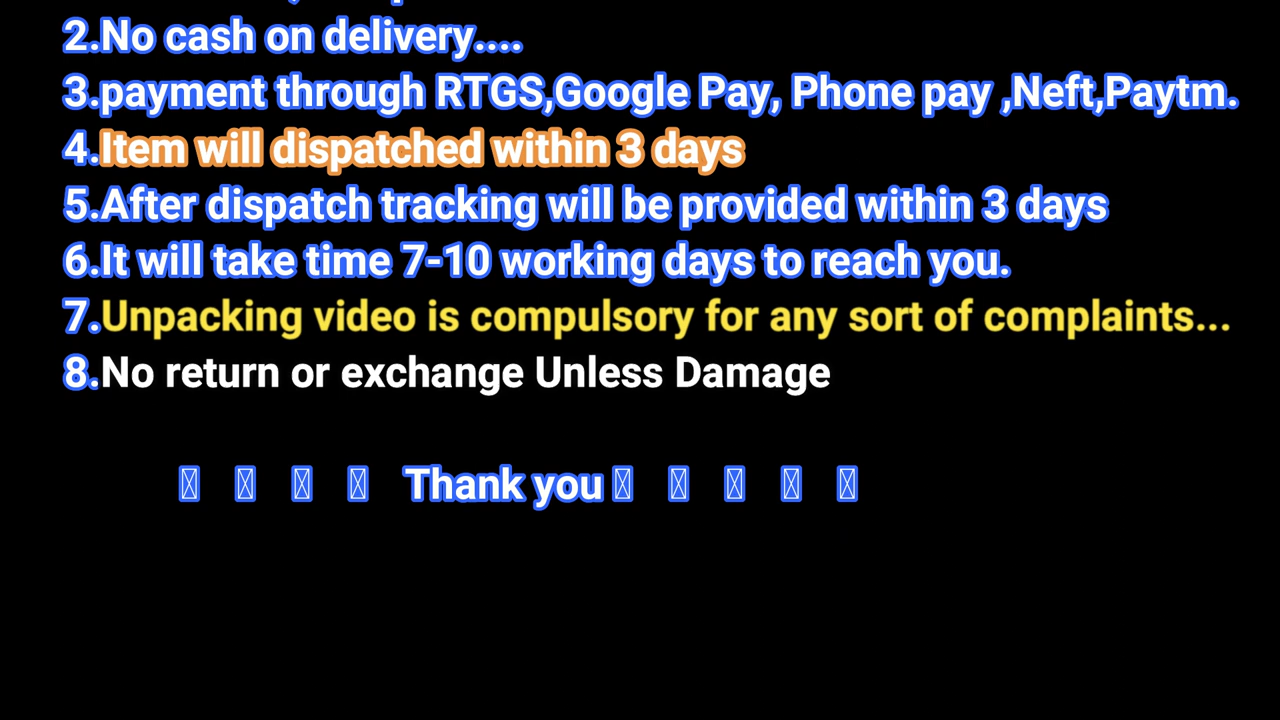 2.No cash on delivery....
3.payment through RTGS,Google Pay, Phone pay ,Neft,Paytm.
4.Item will dispatched within 3 days
5.After dispatch tracking will be provided within 3 days
6.It will take time 7-10 working days to reach you.
7.Unpacking video is compulsory for any sort of complaints...
8.No return or exchange Unless Damage
Thank you